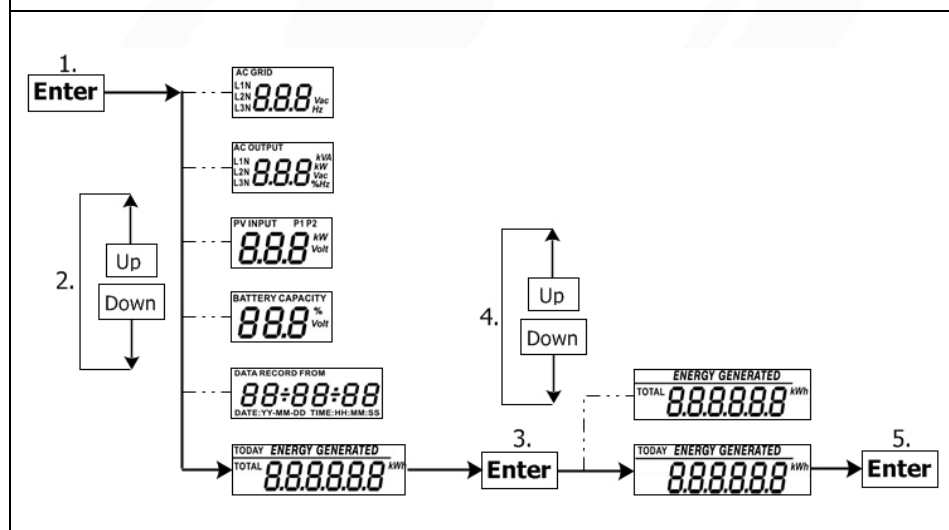 1.
Enter
AC GRID
L1N
L2N 8.8.8 Vac
L3N Hz
AC OUTPUT
L1N kVA
L2N 8.8.8 kW
L3N Vac
%Hz
PV INPUT P1 P2
8.8.8 kW
Volt
2.
Up
Down
BATTERY CAPACITY
88.8 %
Volt
DATA RECORD FROM
88:88:88
DATE:YY-MM-DD TIME:HH:MM:SS
TODAY ENERGY GENERATED
TOTAL 8.8.8.8.8.8 kWh
3.
Enter
4.
Up
Down
ENERGY GENERATED
TOTAL 8.8.8.8.8.8 kWh
TODAY ENERGY GENERATED
8.8.8.8.8.8 kWh
5.
Enter